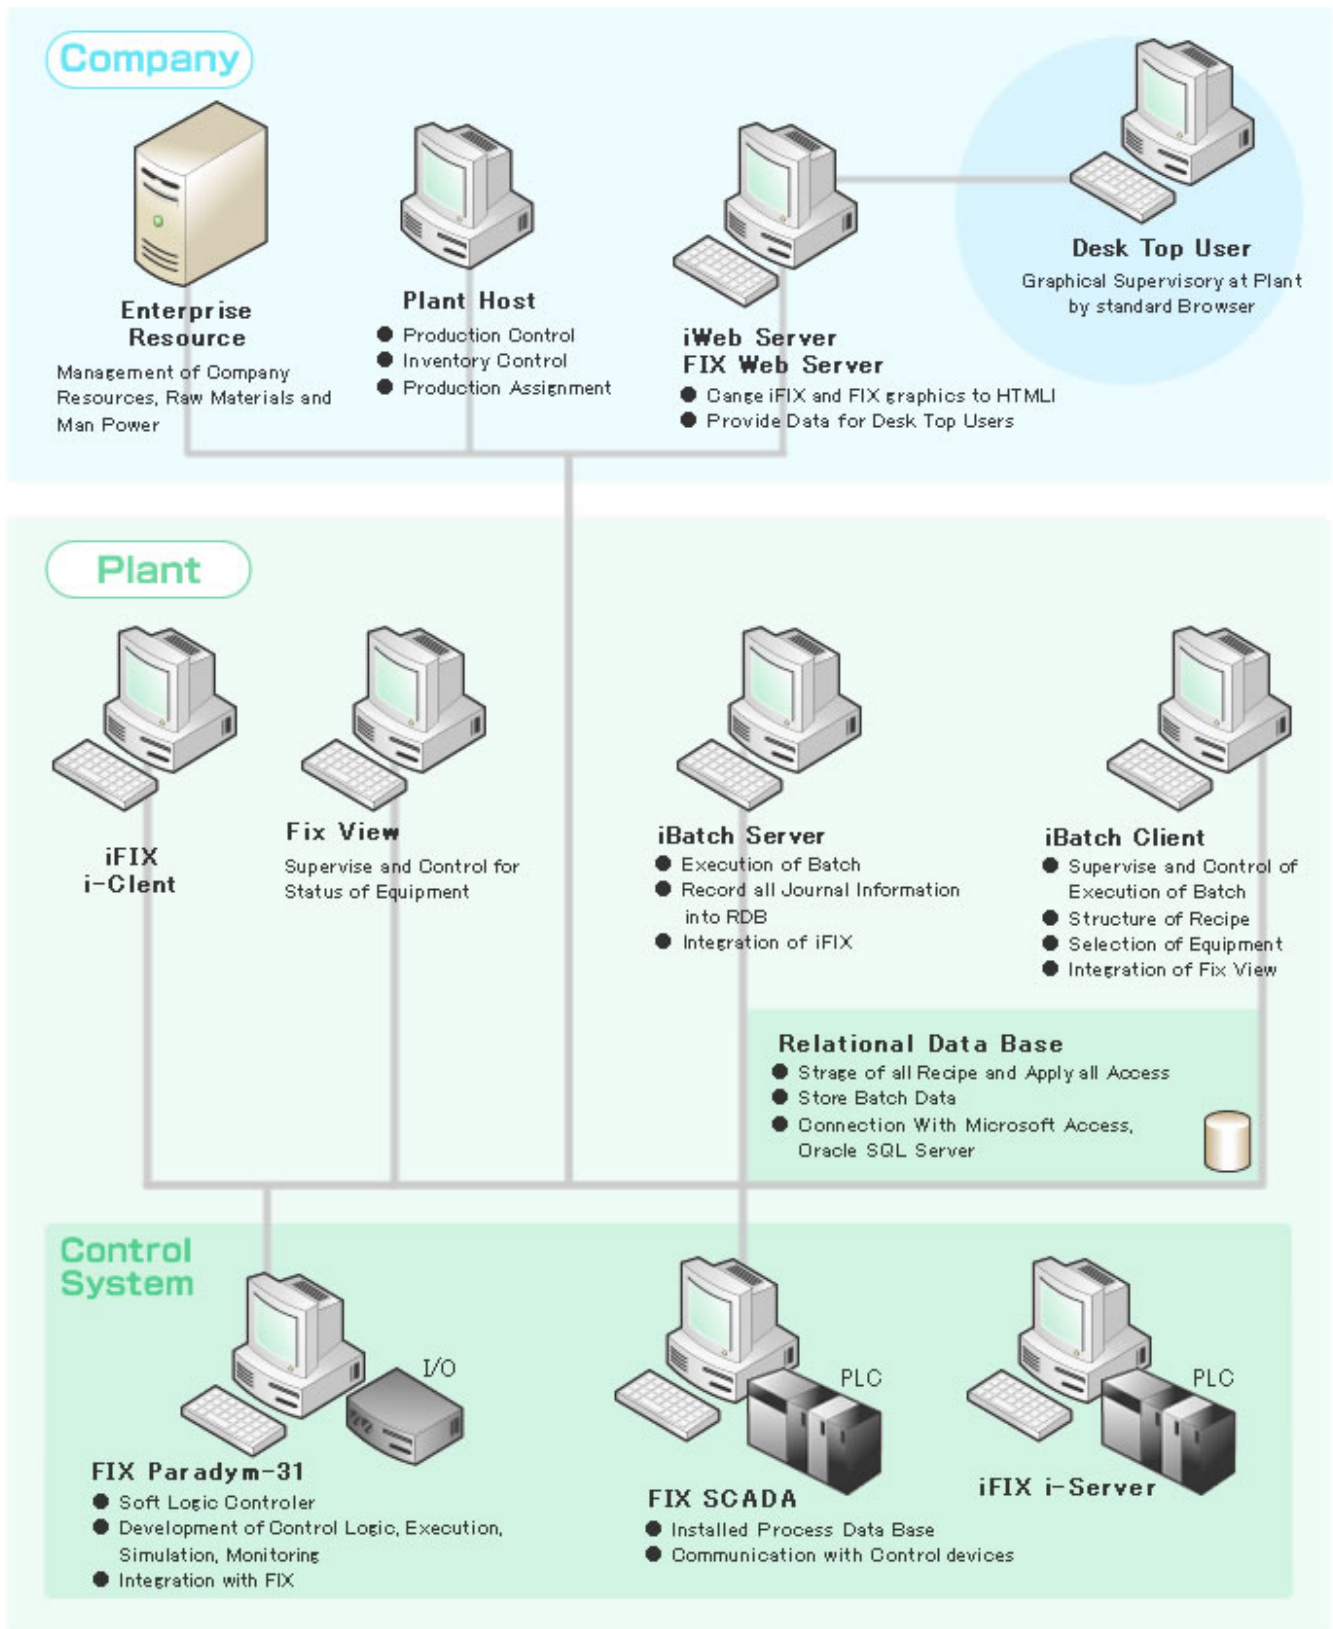 Company
Enterprise
Resource
Management of Company
Resources, Raw Materials and
Man Power
Plant Host
● Production Control
● Inventory Control
● Production Assignment
iWeb Server
FIX Web Server
● Cange iFIX and FIX graphics to HTMLI
● Provide Data for Desk Top Users
Desk Top User
Graphical Supervisory at Plant
by standard Browser
Plant
iFIX
i-Clent
Fix View
Supervise and Control for
Status of Equipment
iBatch Server
● Execution of Batch
● Record all Journal Information
into RDB
● Integration of iFIX
iBatch Client
● Supervise and Control of
Execution of Batch
● Structure of Recipe
● Selection of Equipment
● Integration of Fix View
Relational Data Base
● Strage of all Recipe and Apply all Access
● Store Batch Data
● Connection With Microsoft Access,
Oracle SQL Server
Control
System
I/O
FIX Paradym-31
● Soft Logic Controler
● Development of Control Logic, Execution,
Simulation, Monitoring
● Integration with FIX
PLC
FIX SCADA
● Installed Process Data Base
● Communication with Control devices
PLC
iFIX i-Server